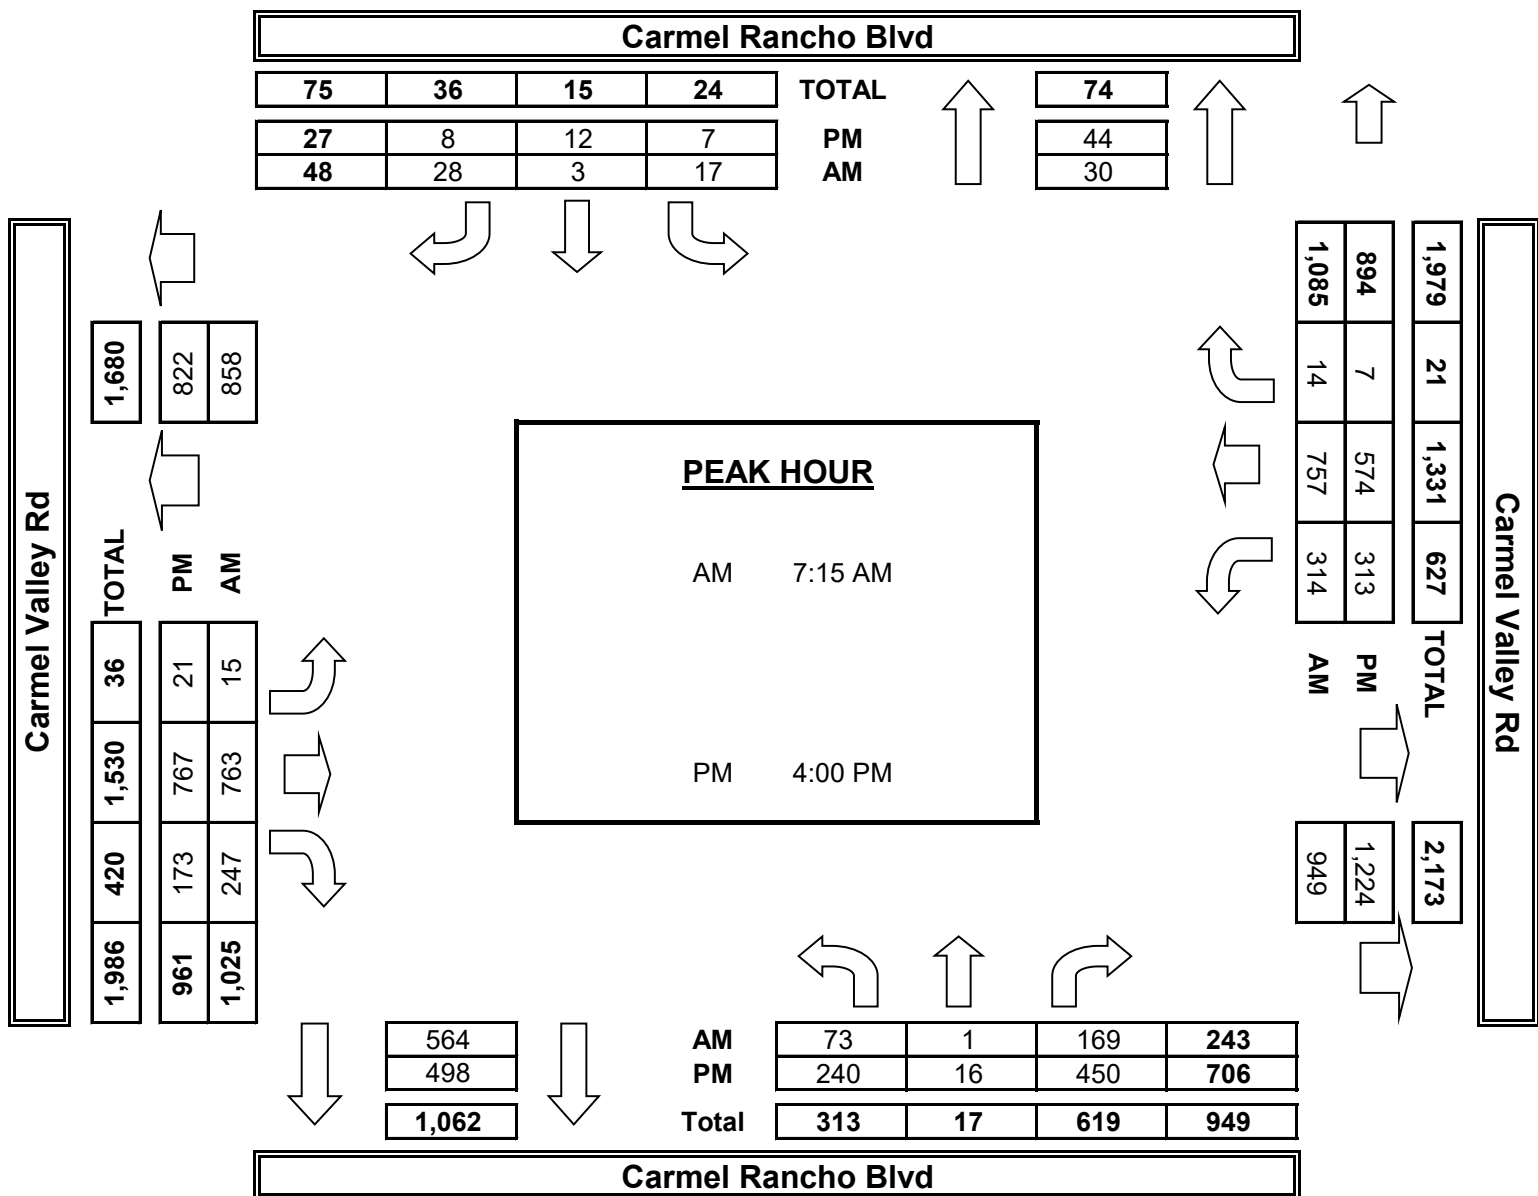 Carmel Rancho Blvd
75 36 15 24 TOTAL 74
27 8 12 7 PM 44
48 28 3 17 AM 30
Carmel Valley Rd
1,680
822
858
TOTAL 36 1,530 420 1,986
PM 21 767 173 961
AM 15 763 247 1,025
PEAK HOUR
AM 7:15 AM
PM 4:00 PM
1,979 21 1,331 627 TOTAL
894 7 574 313 PM
1,085 14 757 314 AM
2,173
1,224
949
Carmel Valley Rd
564 AM 73 1 169 243
498 PM 240 16 450 706
1,062 Total 313 17 619 949
Carmel Rancho Blvd